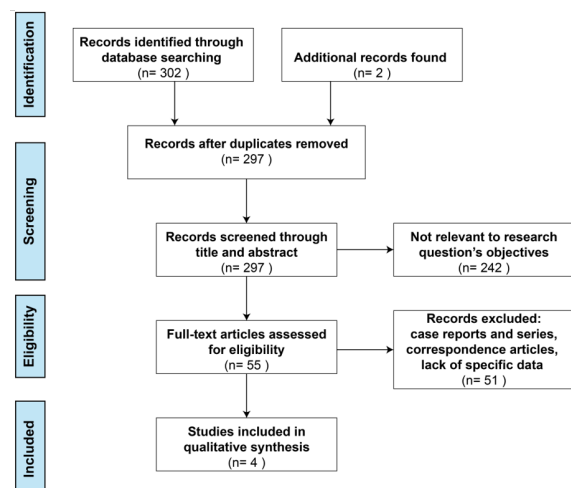 Identification
Records identified through
database searching
(n= 302 )
Additional records found
(n= 2 )
Records after duplicates removed
(n= 297 )
Screening
Records screened through
title and abstract
(n= 297 )
Not relevant to research
question's objectives
(n= 242 )
Eligibility
Full-text articles assessed
for eligibility
(n= 55 )
Records excluded:
case reports and series,
correspondence articles,
lack of specific data
(n= 51 )
Included
Studies included in
qualitative synthesis
(n= 4 )